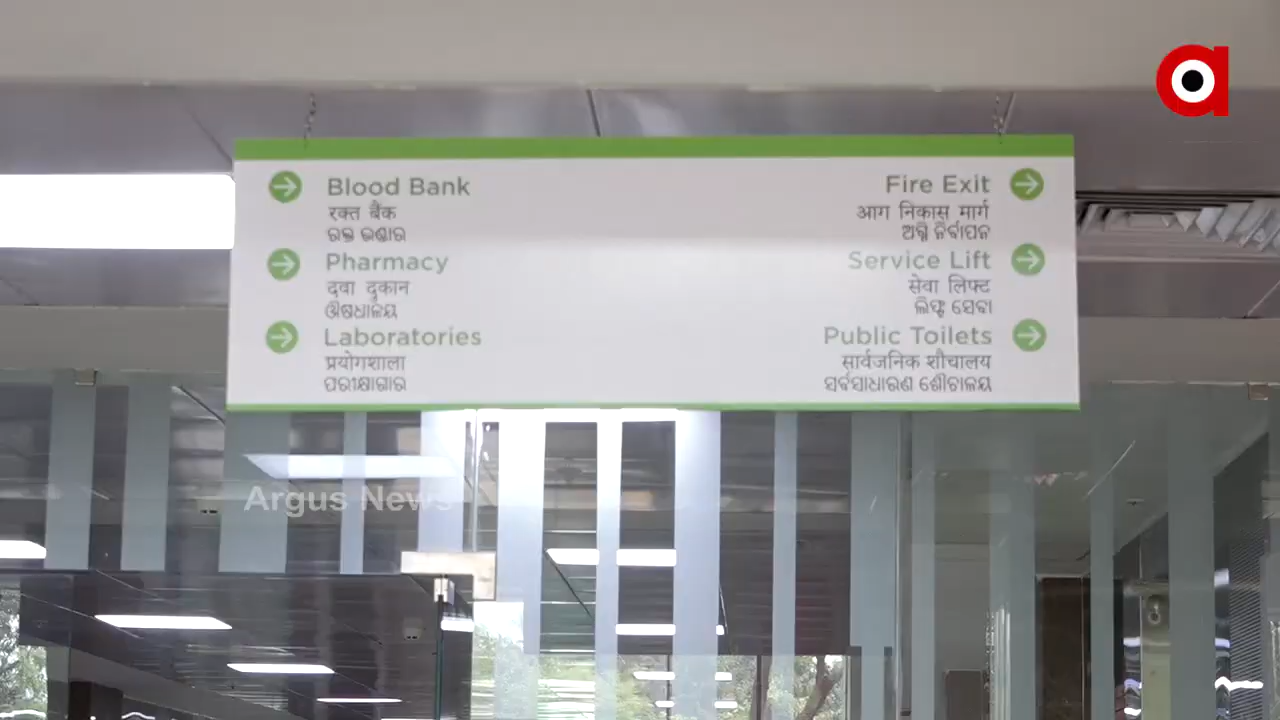 Blood Bank
रक्त बैंक
ରକ୍ତ ଭଣ୍ଡାର
Pharmacy
दवा दुकान
ଔଷଧାଳୟ
Laboratories
प्रयोगशाला
ପରୀକ୍ଷାଗାର
Fire Exit
आग निकास मार्ग
ଅଗ୍ନି ନିର୍ବାପନ
Service Lift
सेवा लिफ्ट
ଲିଫ୍ଟ ସେବା
Public Toilets
सार्वजनिक शौचालय
ସର୍ବସାଧାରଣ ଶୌଚାଳୟ
Argus News